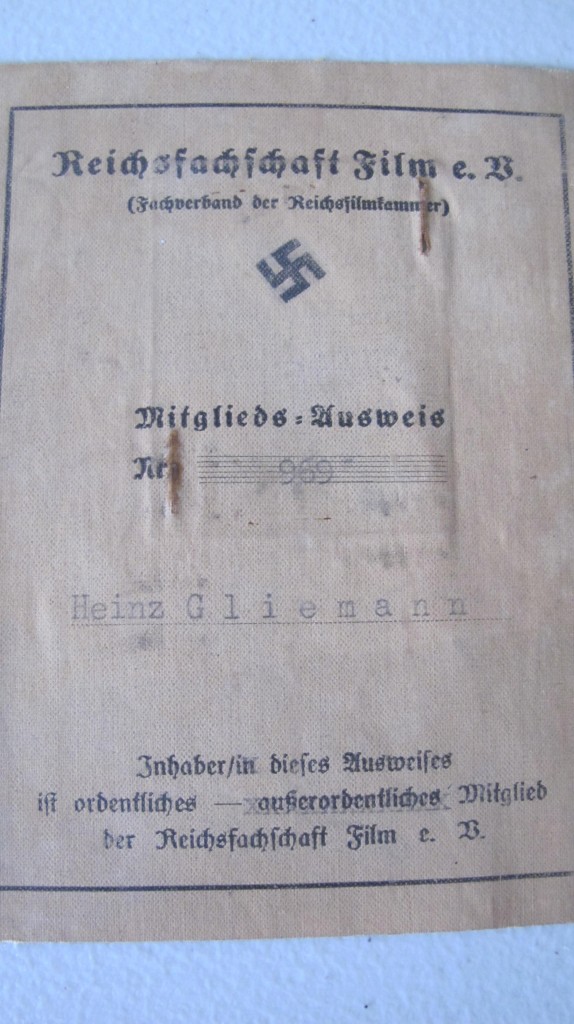 Reichsfachschaft Film e. V.
(Fachverband der Reichsfilmkammer)
Mitglieds-Ausweis
Nr. 969
Heinz Gliemann
Inhaber/in dieses Ausweises
ist ordentliches — außerordentliches Mitglied
der Reichsfachschaft Film e. V.